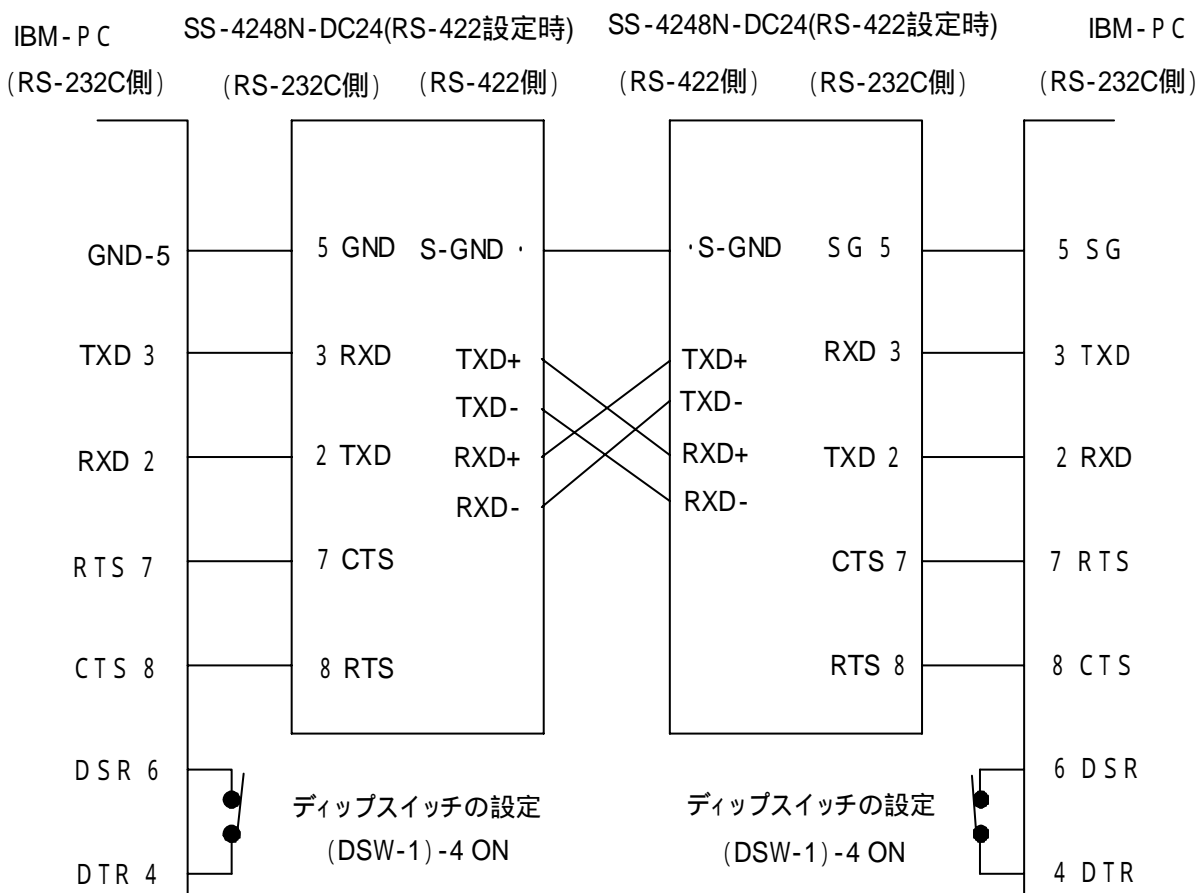 IBM-PC SS-4248N-DC24(RS-422設定時) SS-4248N-DC24(RS-422設定時) IBM-PC
(RS-232C側) (RS-232C側) (RS-422側) (RS-422側) (RS-232C側) (RS-232C側)
GND-5 5 GND S-GND · ·S-GND SG 5 5 SG
TXD 3 3 RXD TXD+ TXD+ RXD 3 3 TXD
TXD- TXD-
RXD 2 2 TXD RXD+ RXD+ TXD 2 2 RXD
RXD- RXD-
RTS 7 7 CTS CTS 7 7 RTS
CTS 8 8 RTS RTS 8 8 CTS
DSR 6 6 DSR
ディップスイッチの設定 ディップスイッチの設定
(DSW-1)-4 ON (DSW-1)-4 ON
DTR 4 4 DTR